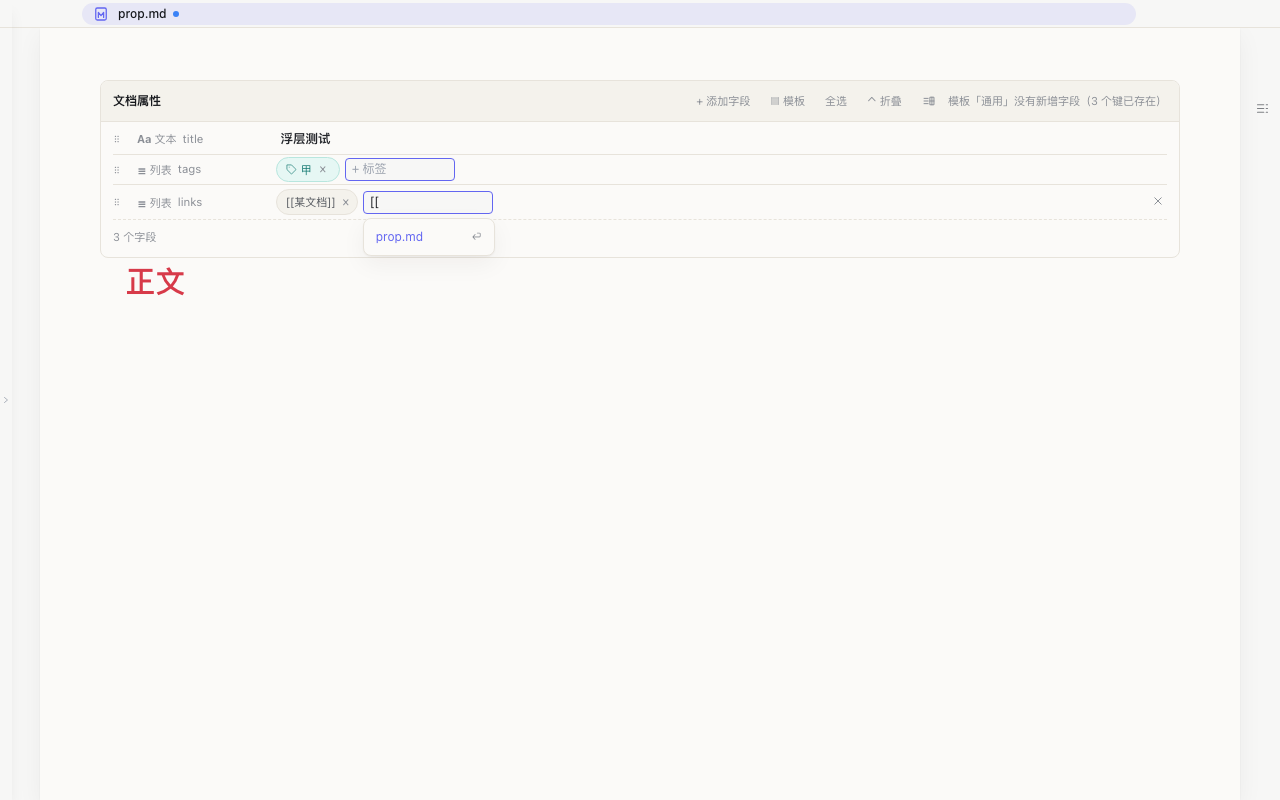 prop.md
文档属性
+ 添加字段 模板 全选 折叠 模板「通用」没有新增字段（3 个键已存在）
Aa 文本 title 浮层测试
列表 tags 甲 × + 标签
列表 links [[某文档]] × [[
prop.md
3 个字段
正文